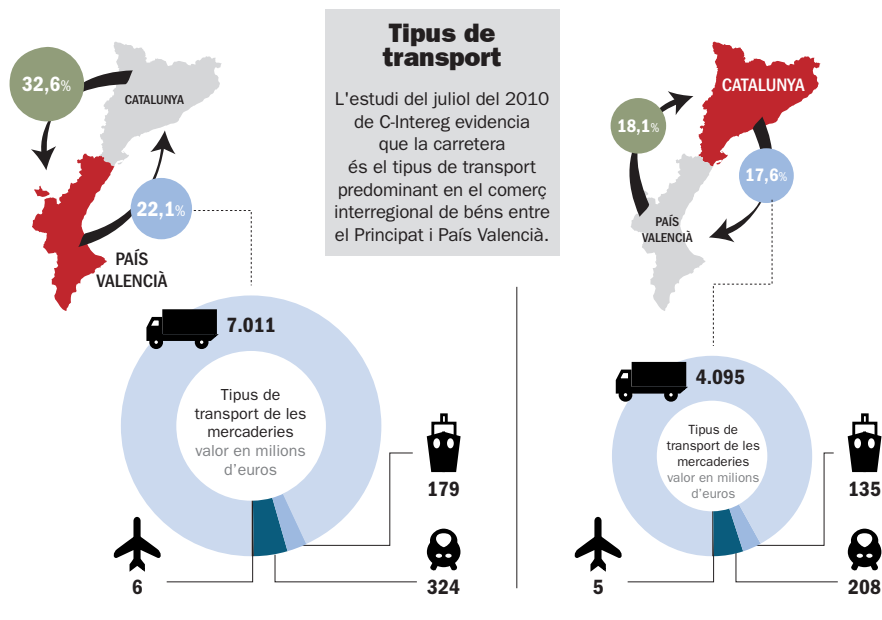 Tipus de
transport
L'estudi del juliol del 2010
de C-Intereg evidencia
que la carretera
és el tipus de transport
predominant en el comerç
interregional de béns entre
el Principat i País Valencià.
32,6%
CATALUNYA
22,1%
PAÍS
VALENCIÀ
7.011
Tipus de
transport de les
mercaderies
valor en milions
d'euros
179
6
324
CATALUNYA
18,1%
17,6%
PAÍS
VALENCIÀ
4.095
Tipus de
transport de les
mercaderies
valor en milions
d'euros
135
5
208